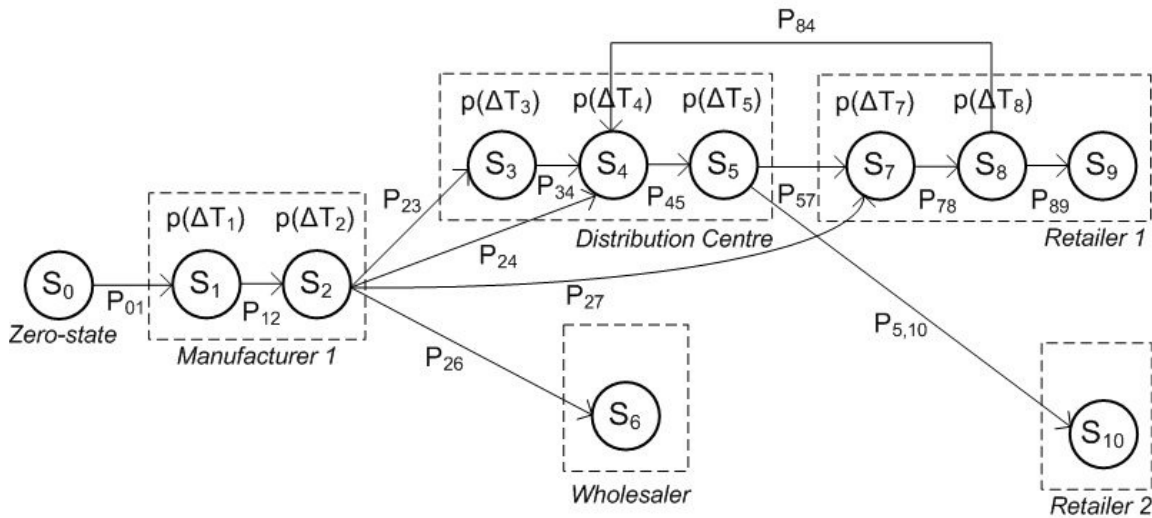 P84
p(ΔT3) p(ΔT4) p(ΔT5)
p(ΔT7) p(ΔT8)
S3 S4 S5
S7 S8 S9
P34 P45 P57 P78 P89
P23
Distribution Centre
Retailer 1
p(ΔT1) p(ΔT2)
P24
S0 S1 S2
P01 P12
P27
Zero-state
Manufacturer 1
P5,10
P26
S6
S10
Wholesaler
Retailer 2